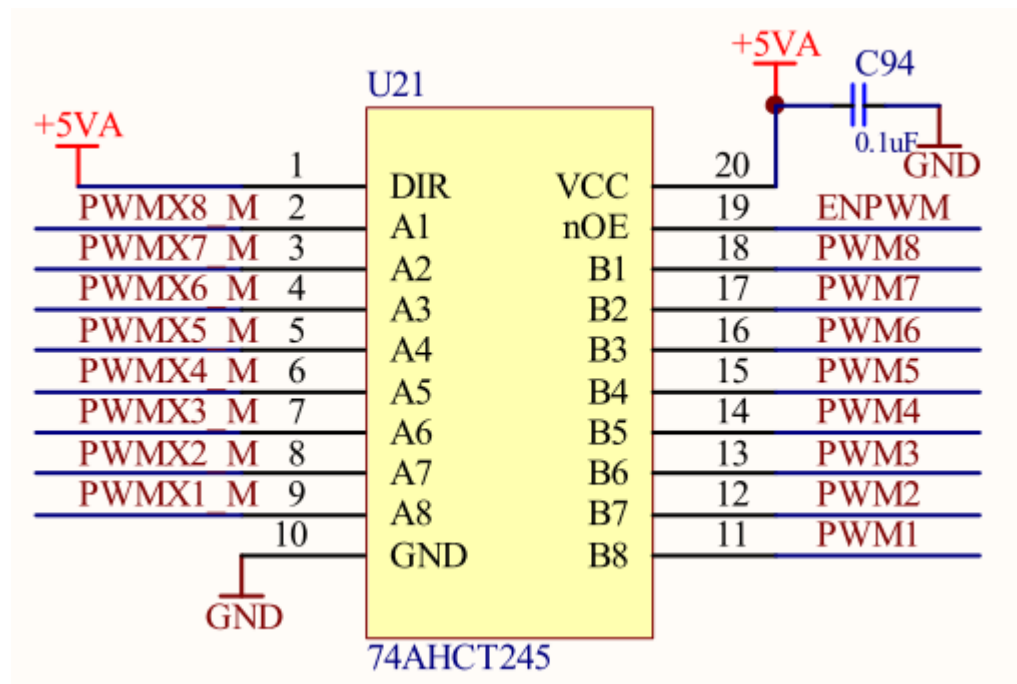 +5VA
C94
U21
+5VA
0.1uF
GND
1 DIR VCC 20
PWMX8_M 2 A1 nOE 19 ENPWM
PWMX7_M 3 A2 B1 18 PWM8
PWMX6_M 4 A3 B2 17 PWM7
PWMX5_M 5 A4 B3 16 PWM6
PWMX4_M 6 A5 B4 15 PWM5
PWMX3_M 7 A6 B5 14 PWM4
PWMX2_M 8 A7 B6 13 PWM3
PWMX1_M 9 A8 B7 12 PWM2
10 GND B8 11 PWM1
GND
74AHCT245